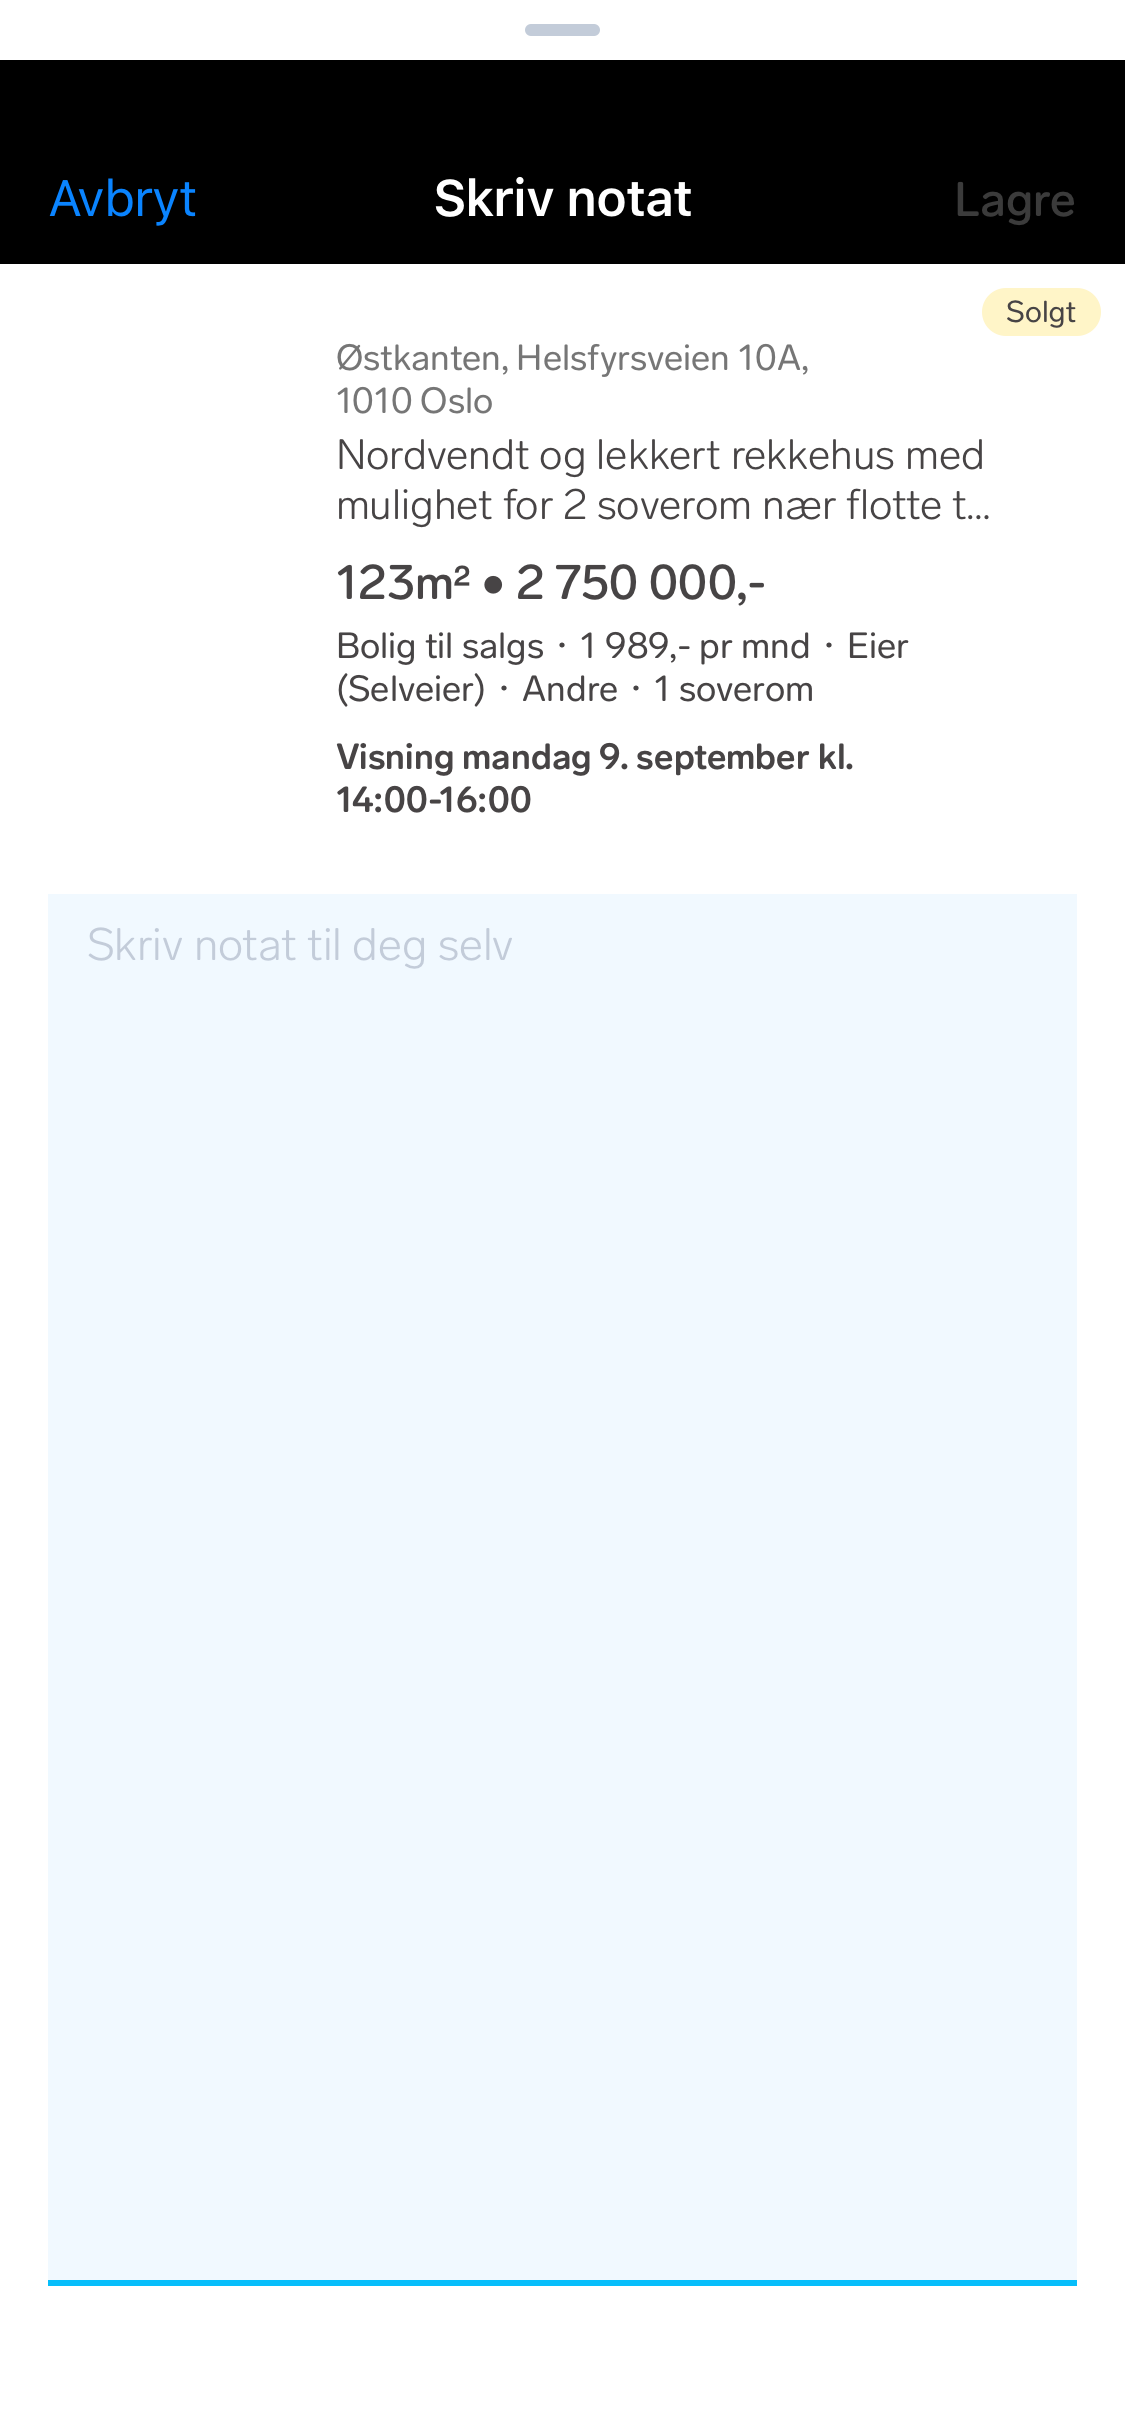 Avbryt
Skriv notat
Lagre
Solgt
Østkanten, Helsfyrsveien 10A,
1010 Oslo
Nordvendt og lekkert rekkehus med
mulighet for 2 soverom nær flotte t...
123m² • 2 750 000,-
Bolig til salgs · 1 989,- pr mnd · Eier
(Selveier) · Andre · 1 soverom
Visning mandag 9. september kl.
14:00-16:00
Skriv notat til deg selv